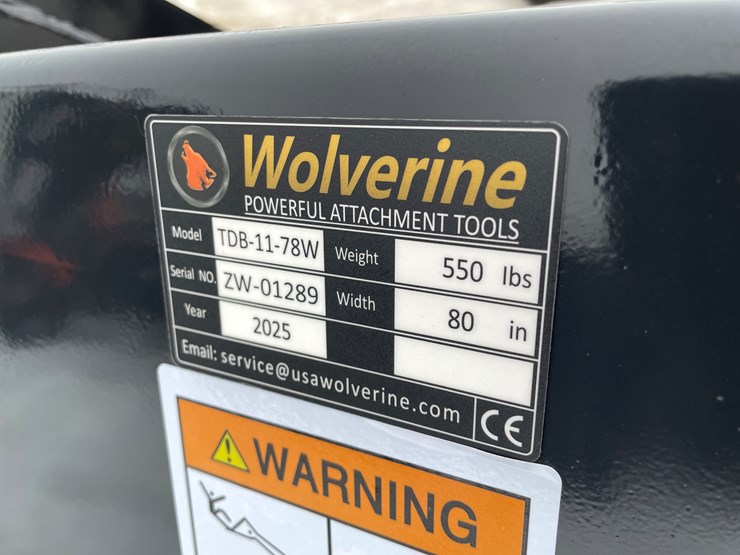 Wolverine
POWERFUL ATTACHMENT TOOLS
Model TDB-11-78W Weight 550 lbs
Serial NO. ZW-01289 Width 80 in
Year 2025
Email: service@usawolverine.com CE
WARNING